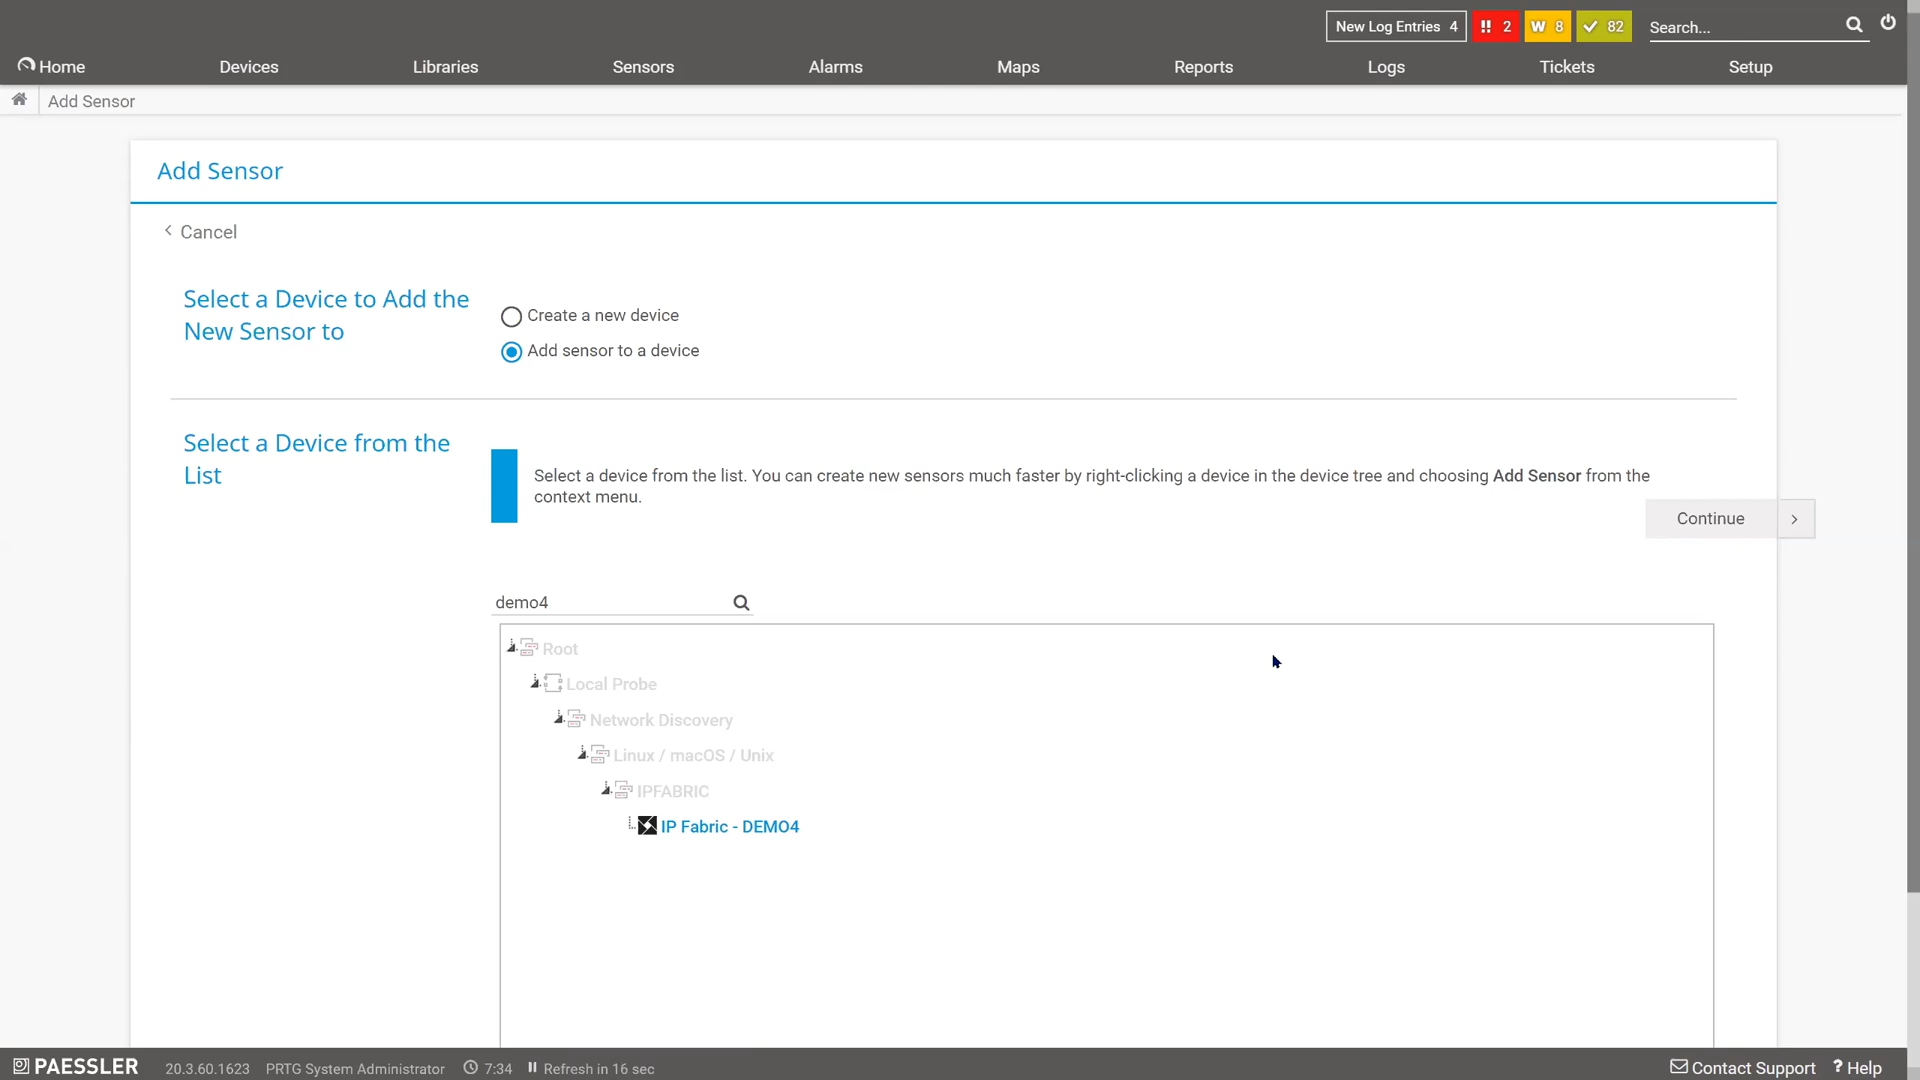 New Log Entries 4 !! 2 W 8 82 Search...
Home Devices Libraries Sensors Alarms Maps Reports Logs Tickets Setup
Add Sensor
Add Sensor
Cancel
Select a Device to Add the
New Sensor to
Create a new device
Add sensor to a device
Select a Device from the
List
Select a device from the list. You can create new sensors much faster by right-clicking a device in the device tree and choosing Add Sensor from the
context menu.
Continue
demo4
Root
Local Probe
Network Discovery
Linux / macOS / Unix
IPFABRIC
IP Fabric - DEMO4
PAESSLER 20.3.60.1623 PRTG System Administrator 7:34 Refresh in 16 sec Contact Support ? Help